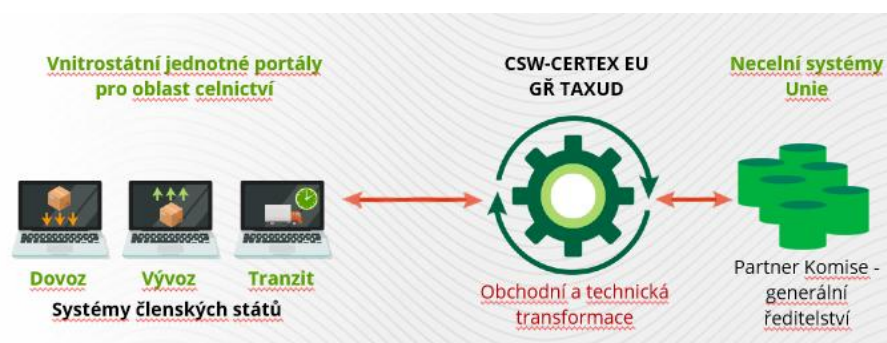 Vnitrostátní jednotné portály
pro oblast celnictví
CSW-CERTEX EU
GŘ TAXUD
Necelní systémy
Unie
Dovoz
Vývoz
Tranzit
Systémy členských států
Obchodní a technická
transformace
Partner Komise -
generální
ředitelství